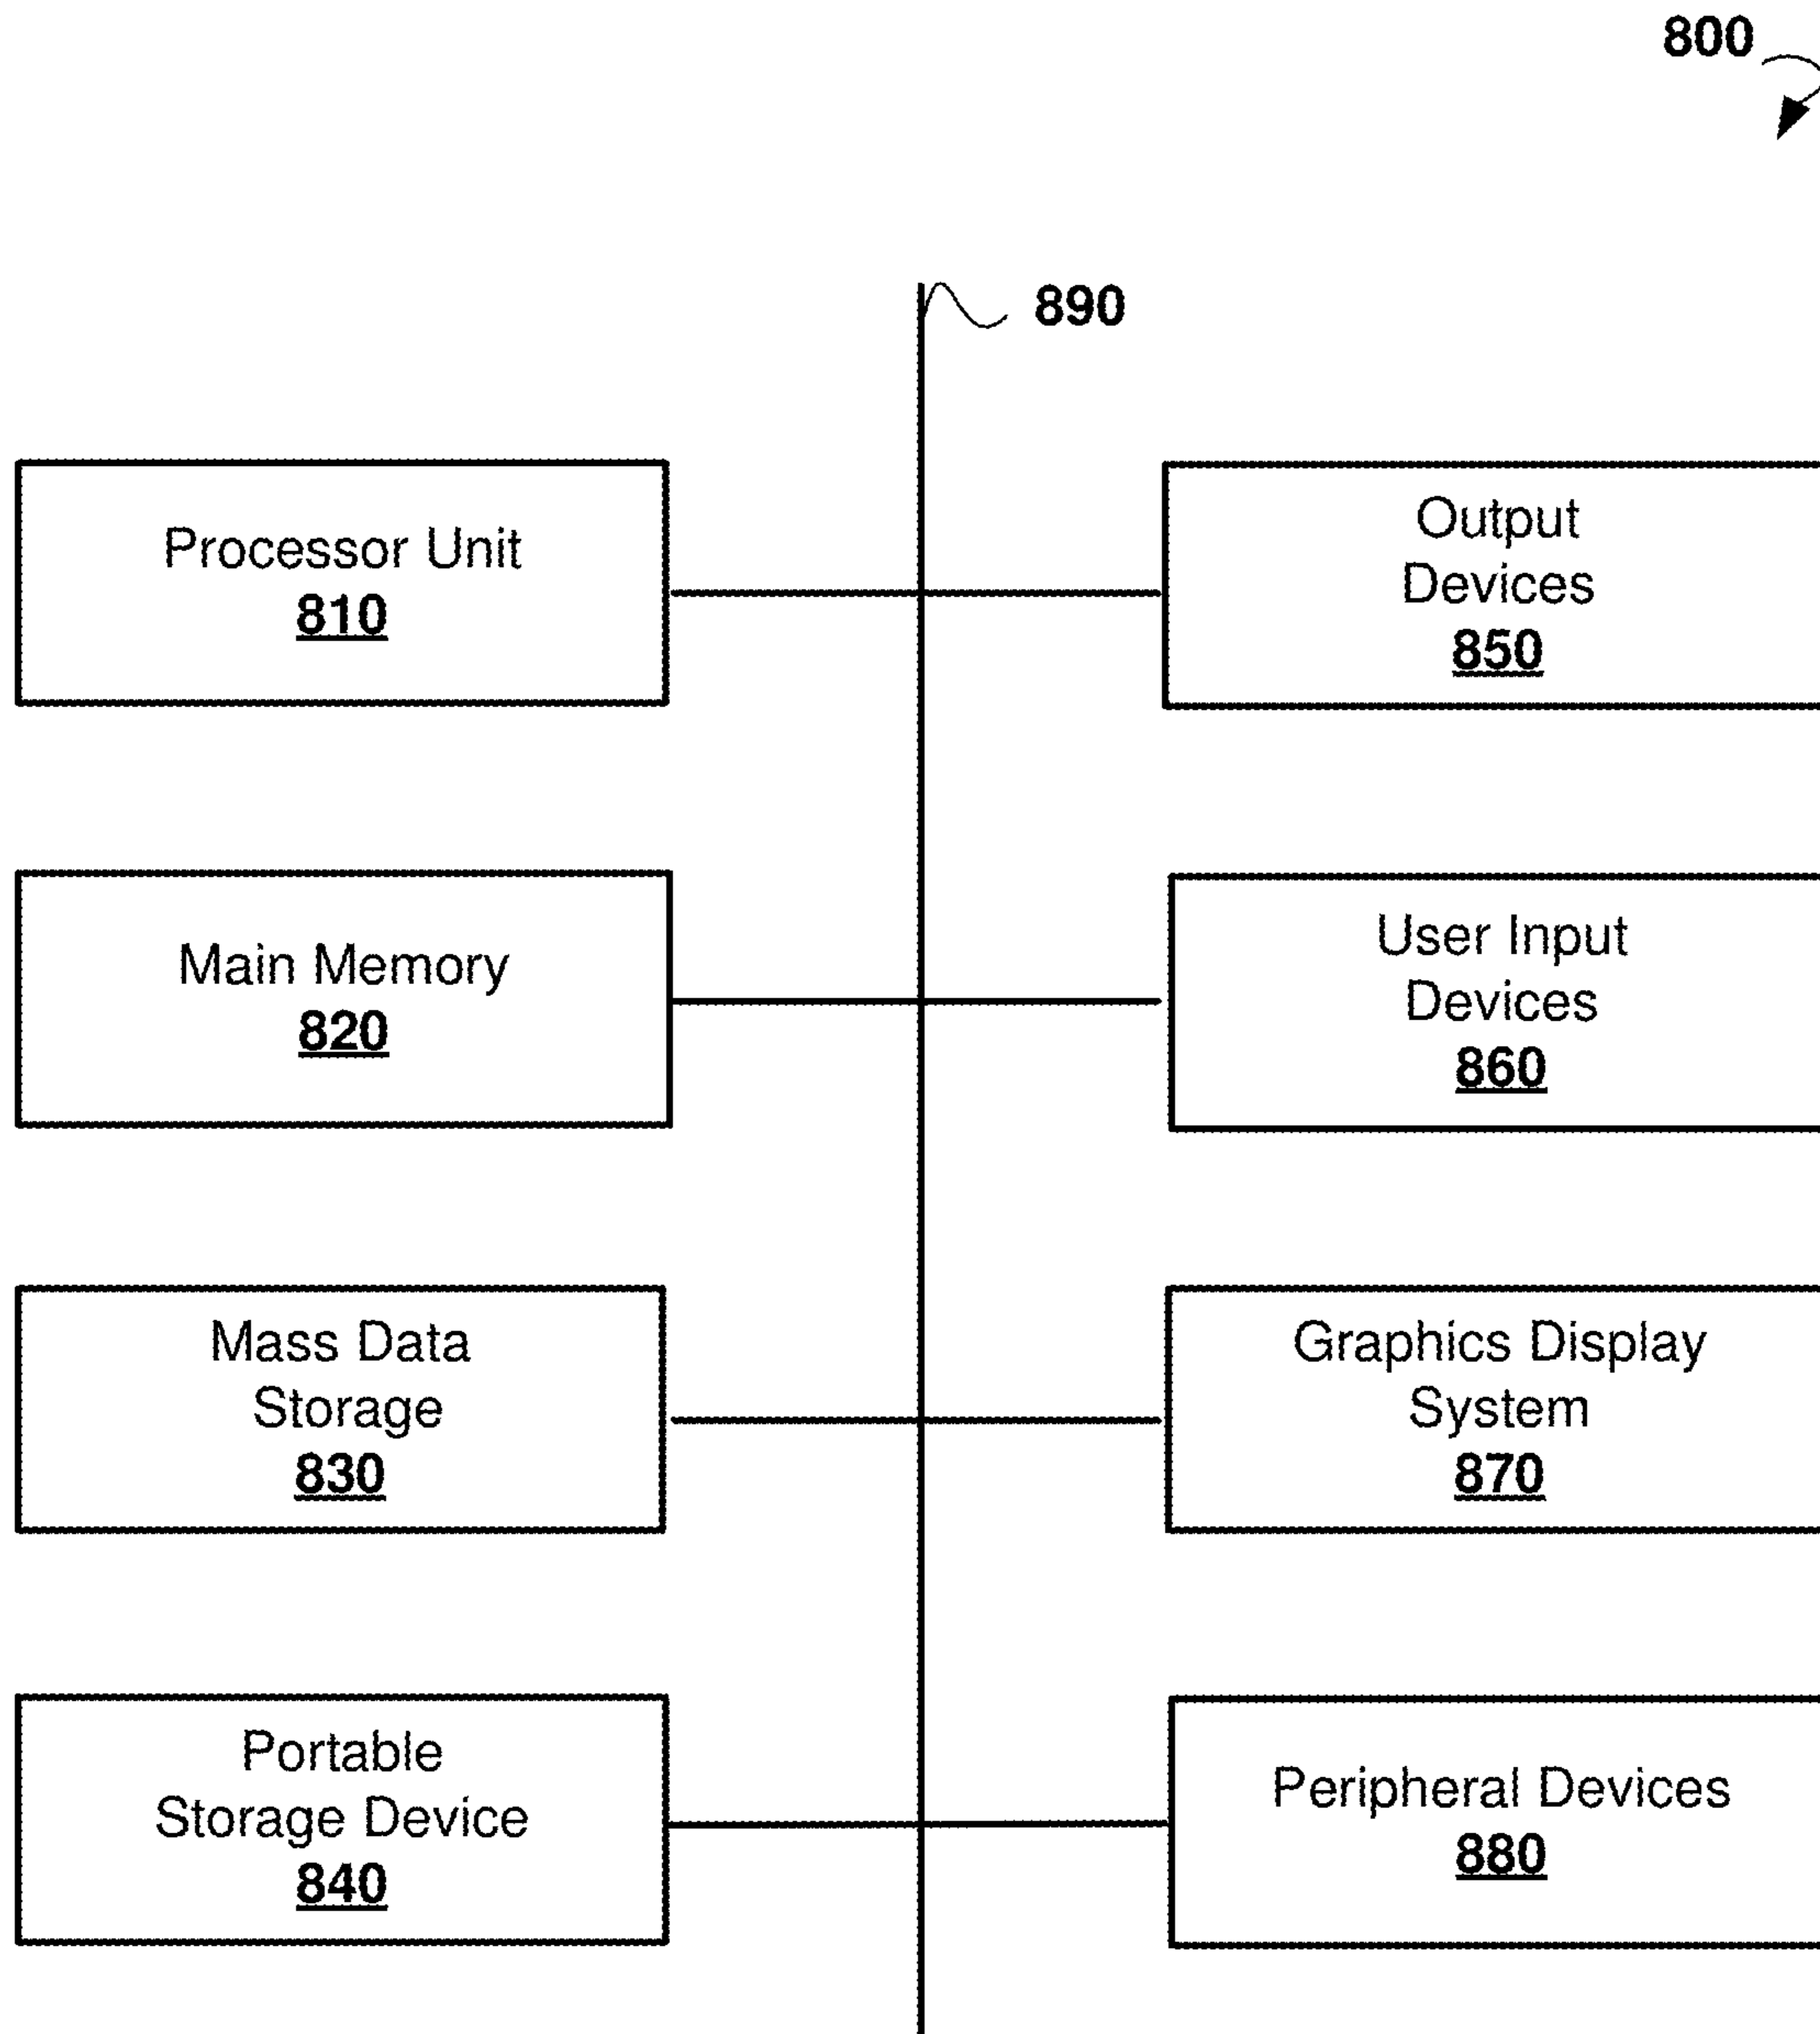 800
890
Processor Unit
810
Output
Devices
850
Main Memory
820
User Input
Devices
860
Mass Data
Storage
830
Graphics Display
System
870
Portable
Storage Device
840
Peripheral Devices
880